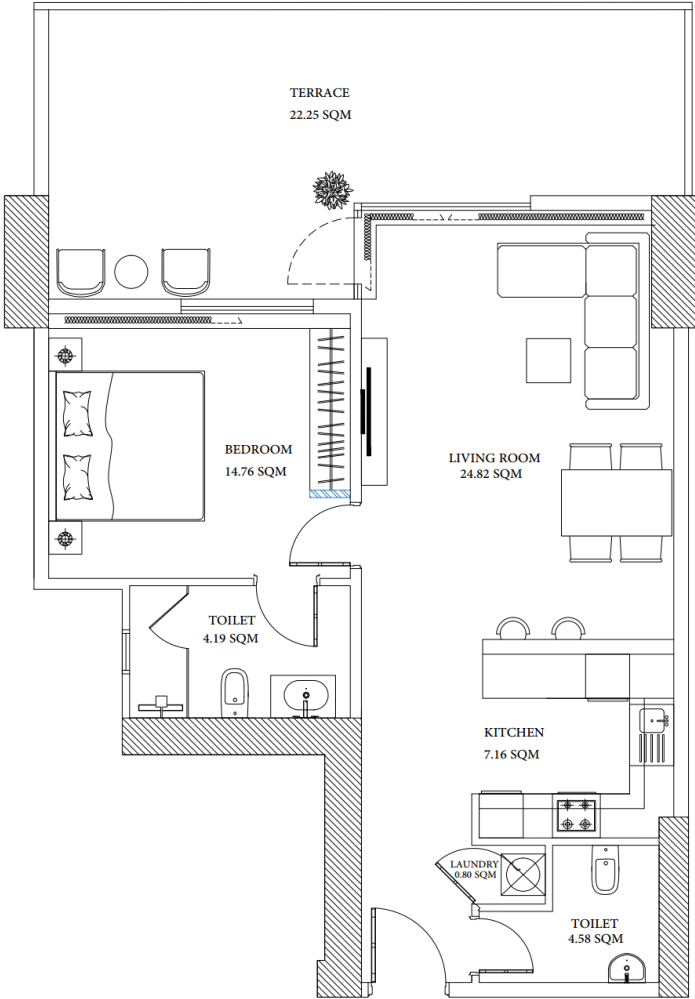 TERRACE
22.25 SQM
BEDROOM
14.76 SQM
LIVING ROOM
24.82 SQM
TOILET
4.19 SQM
KITCHEN
7.16 SQM
LAUNDRY
0.80 SQM
TOILET
4.58 SQM